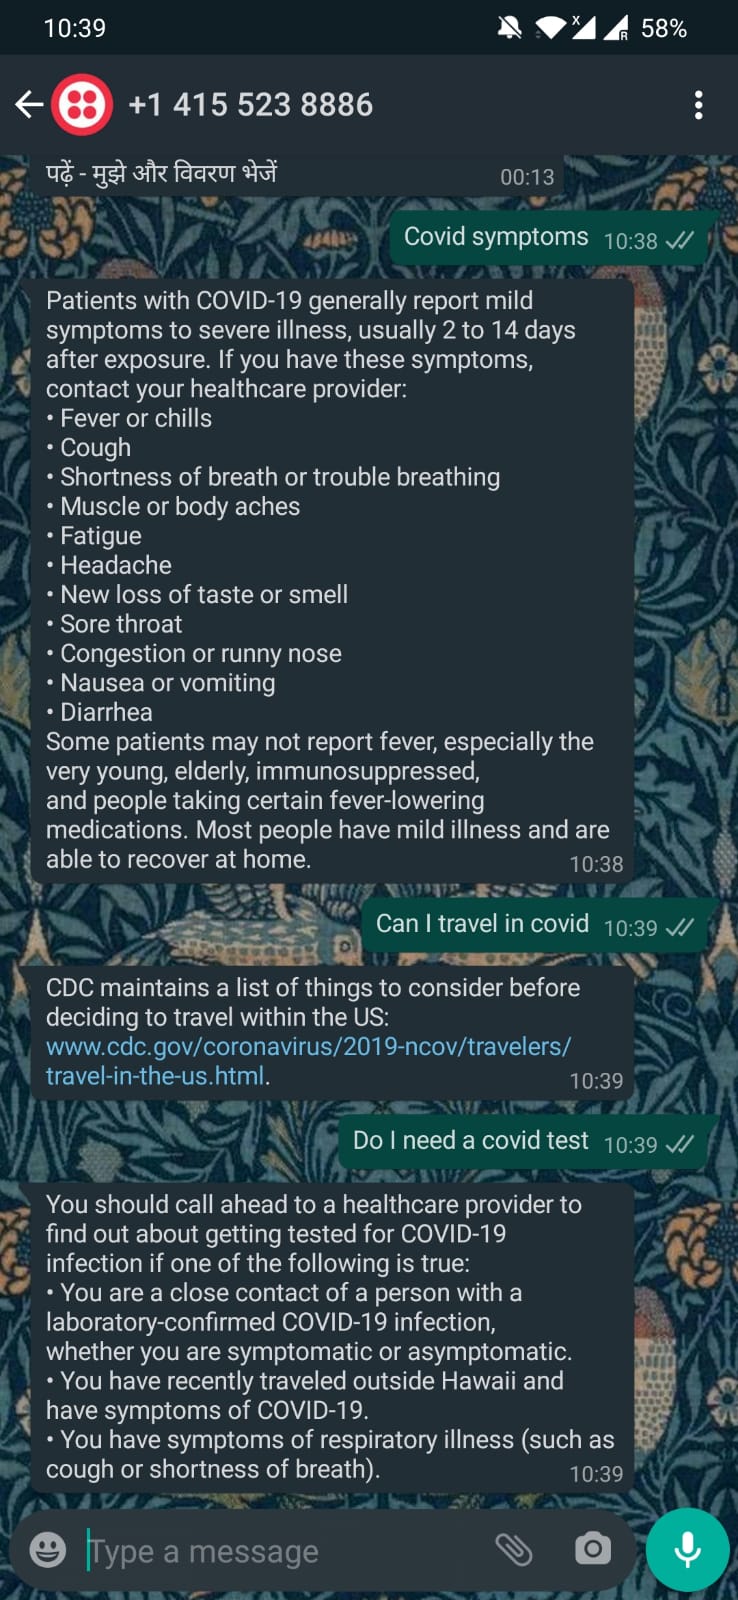 10:39
x
R
58%
+1 415 523 8886
पढ़ें - मुझे और विवरण भेजें
00:13
Covid symptoms 10:38
Patients with COVID-19 generally report mild
symptoms to severe illness, usually 2 to 14 days
after exposure. If you have these symptoms,
contact your healthcare provider:
• Fever or chills
• Cough
• Shortness of breath or trouble breathing
• Muscle or body aches
• Fatigue
• Headache
• New loss of taste or smell
• Sore throat
• Congestion or runny nose
• Nausea or vomiting
• Diarrhea
Some patients may not report fever, especially the
very young, elderly, immunosuppressed,
and people taking certain fever-lowering
medications. Most people have mild illness and are
able to recover at home. 10:38
Can I travel in covid 10:39
CDC maintains a list of things to consider before
deciding to travel within the US:
www.cdc.gov/coronavirus/2019-ncov/travelers/
travel-in-the-us.html. 10:39
Do I need a covid test 10:39
You should call ahead to a healthcare provider to
find out about getting tested for COVID-19
infection if one of the following is true:
• You are a close contact of a person with a
laboratory-confirmed COVID-19 infection,
whether you are symptomatic or asymptomatic.
• You have recently traveled outside Hawaii and
have symptoms of COVID-19.
• You have symptoms of respiratory illness (such as
cough or shortness of breath). 10:39
Type a message